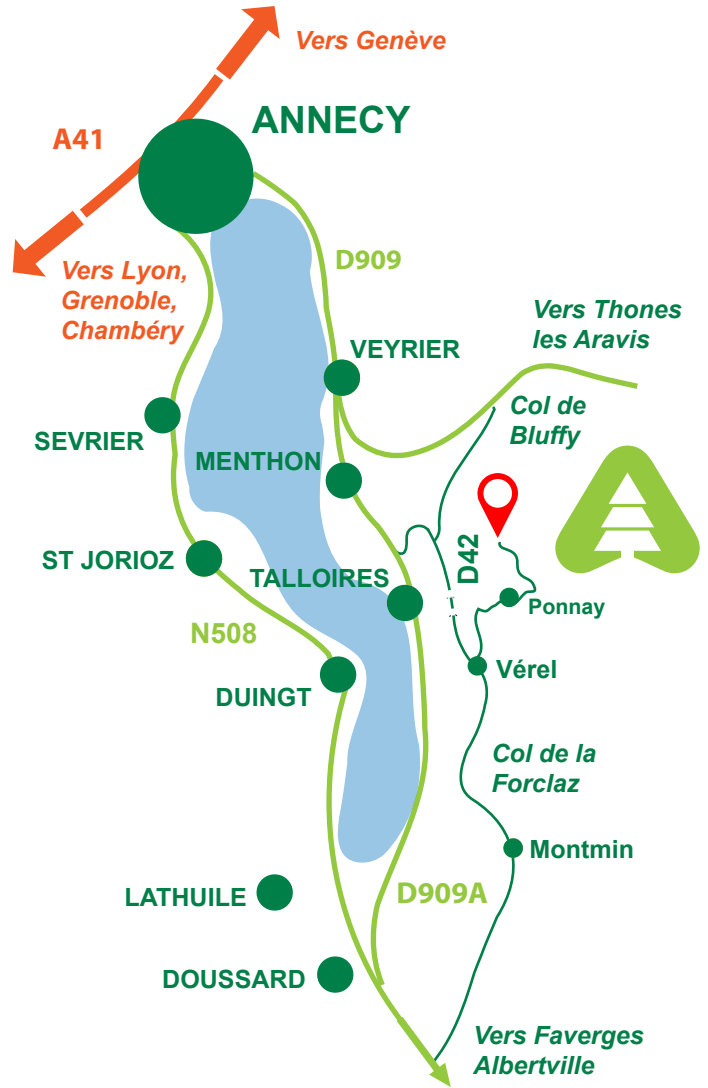 Vers Genève
ANNECY
A41
Vers Lyon,
Grenoble,
Chambéry
D909
Vers Thones
les Aravis
VEYRIER
Col de
Bluffy
SEVRIER
MENTHON
ST JORIOZ
D42
TALLOIRES
Ponnay
N508
Vérel
DUINGT
Col de la
Forclaz
Montmin
LATHUILE
D909A
DOUSSARD
Vers Faverges
Albertville